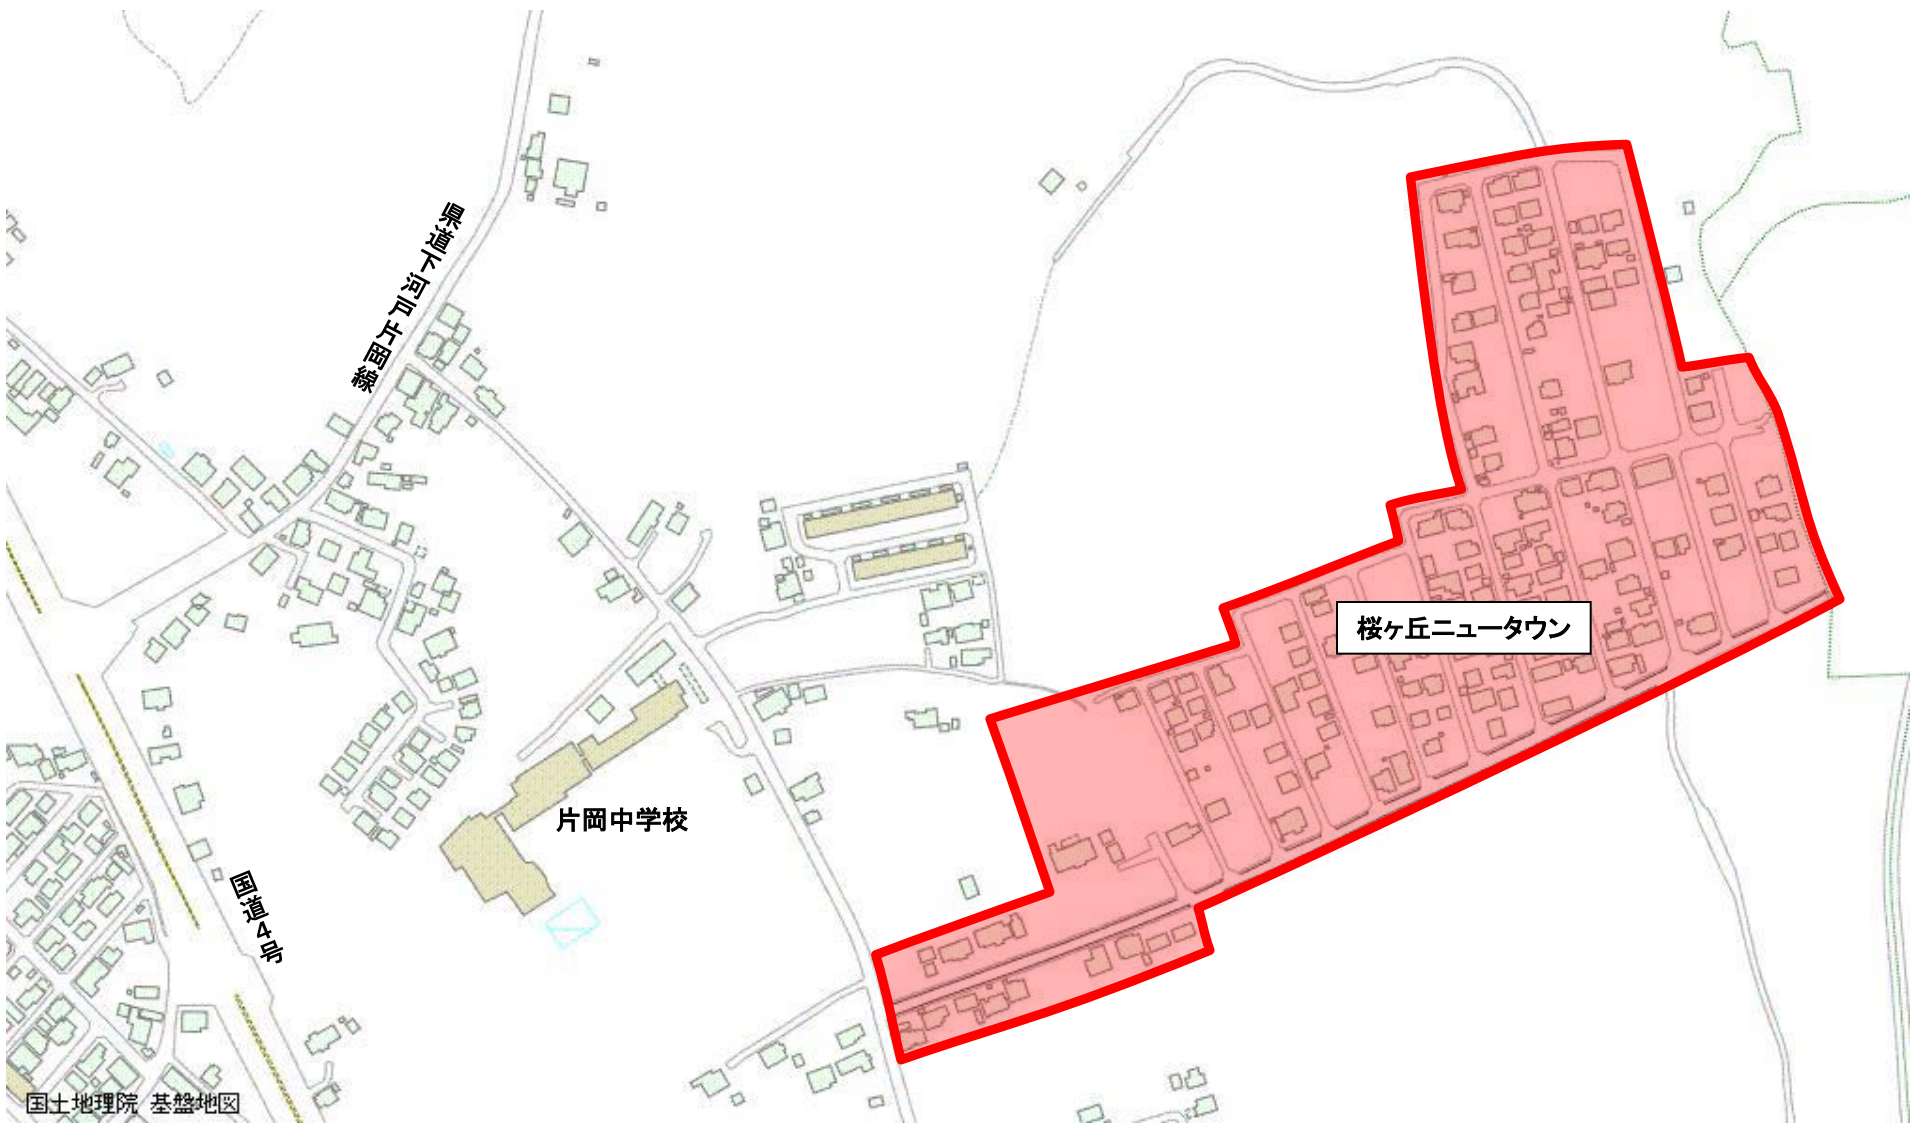 県道下河戸片岡線
桜ヶ丘ニュータウン
片岡中学校
国道4号
国土地理院 基盤地図